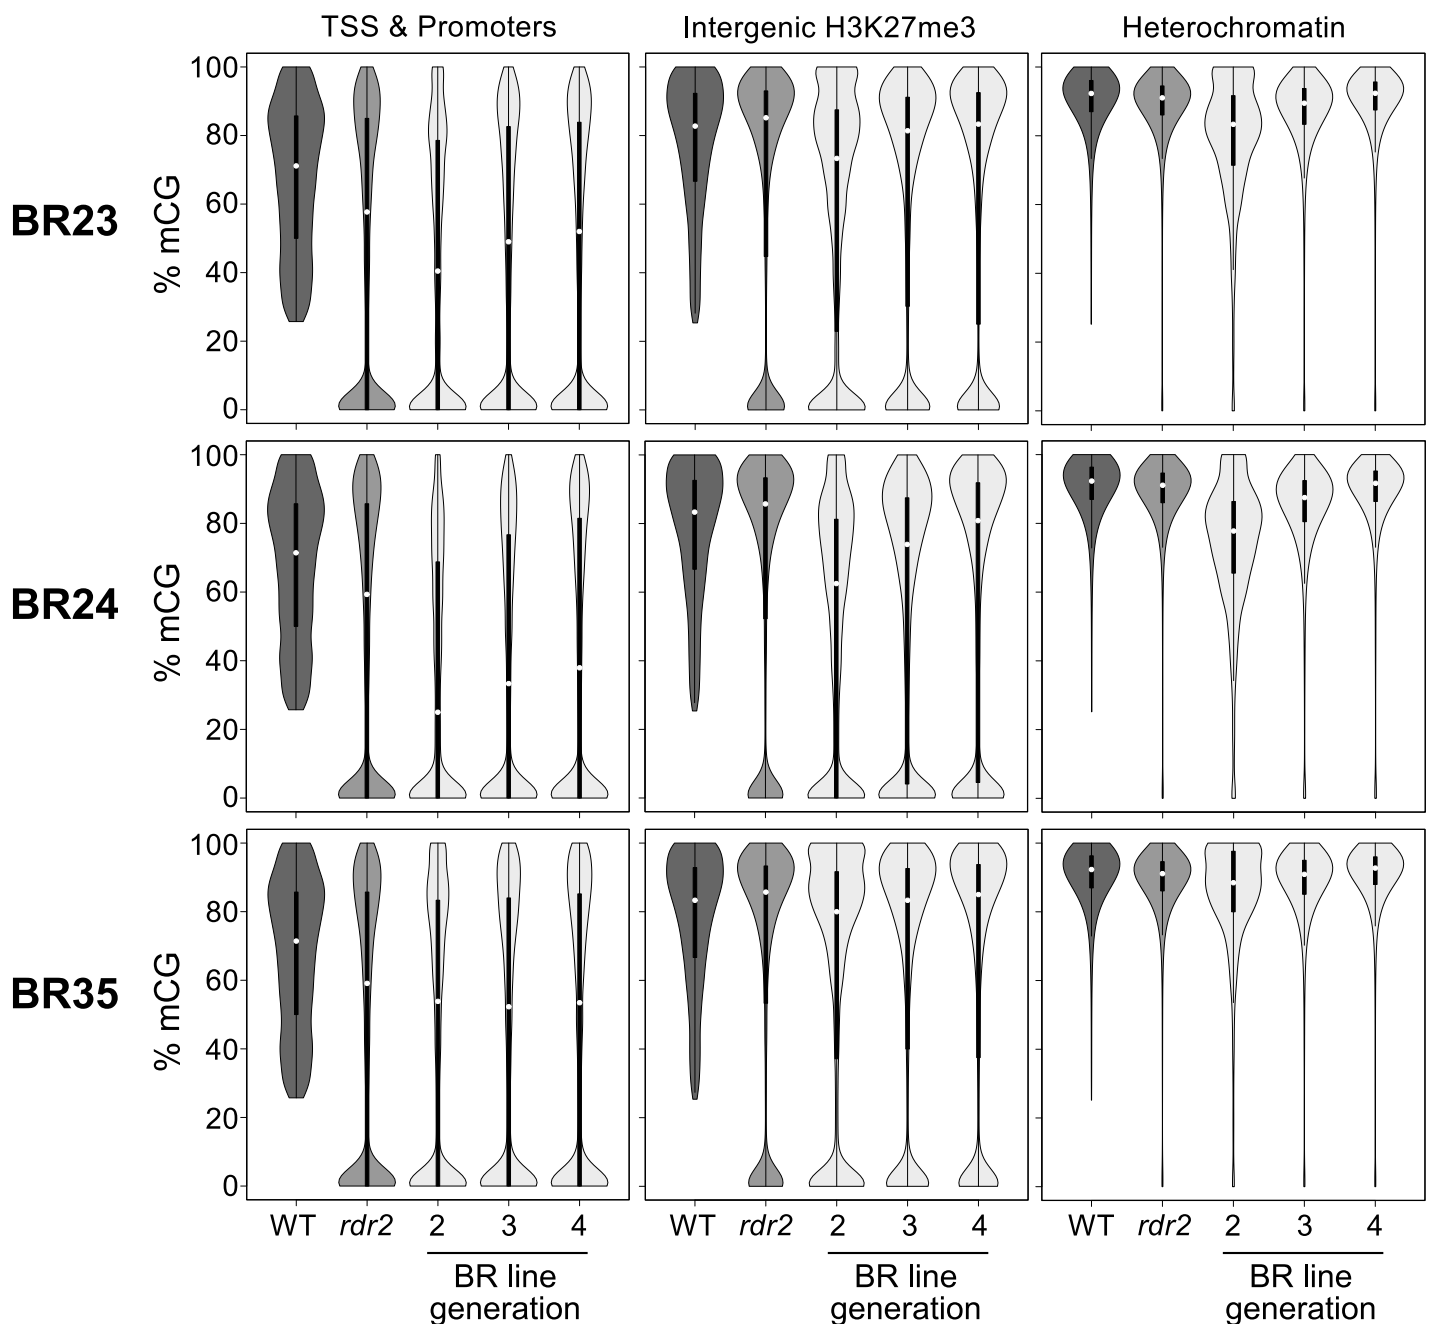 TSS & Promoters Intergenic H3K27me3 Heterochromatin
BR23
% mCG
100
80
60
40
20
0
BR24
% mCG
100
80
60
40
20
0
BR35
% mCG
100
80
60
40
20
0
WT rdr2 2 3 4 WT rdr2 2 3 4 WT rdr2 2 3 4
BR line BR line BR line
generation generation generation